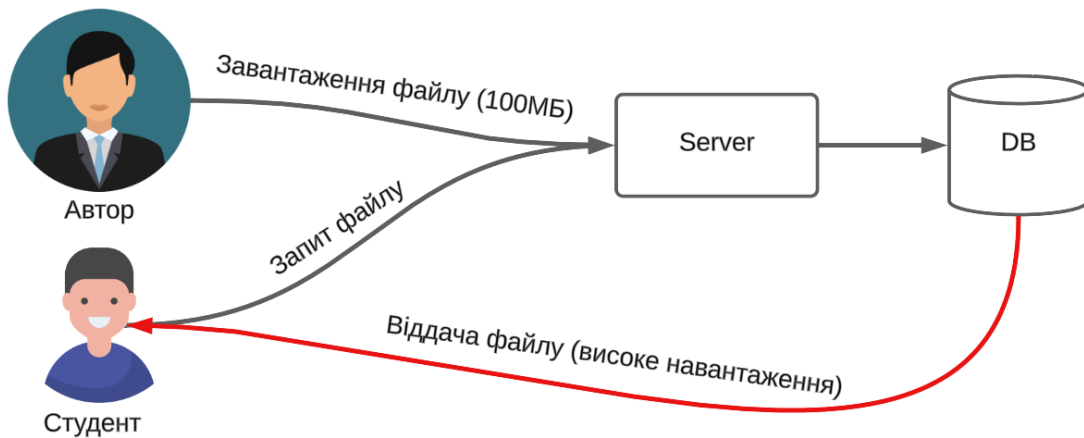 Завантаження файлу (100МБ)
Автор
Server
DB
Запит файлу
Студент
Віддача файлу (високе навантаження)